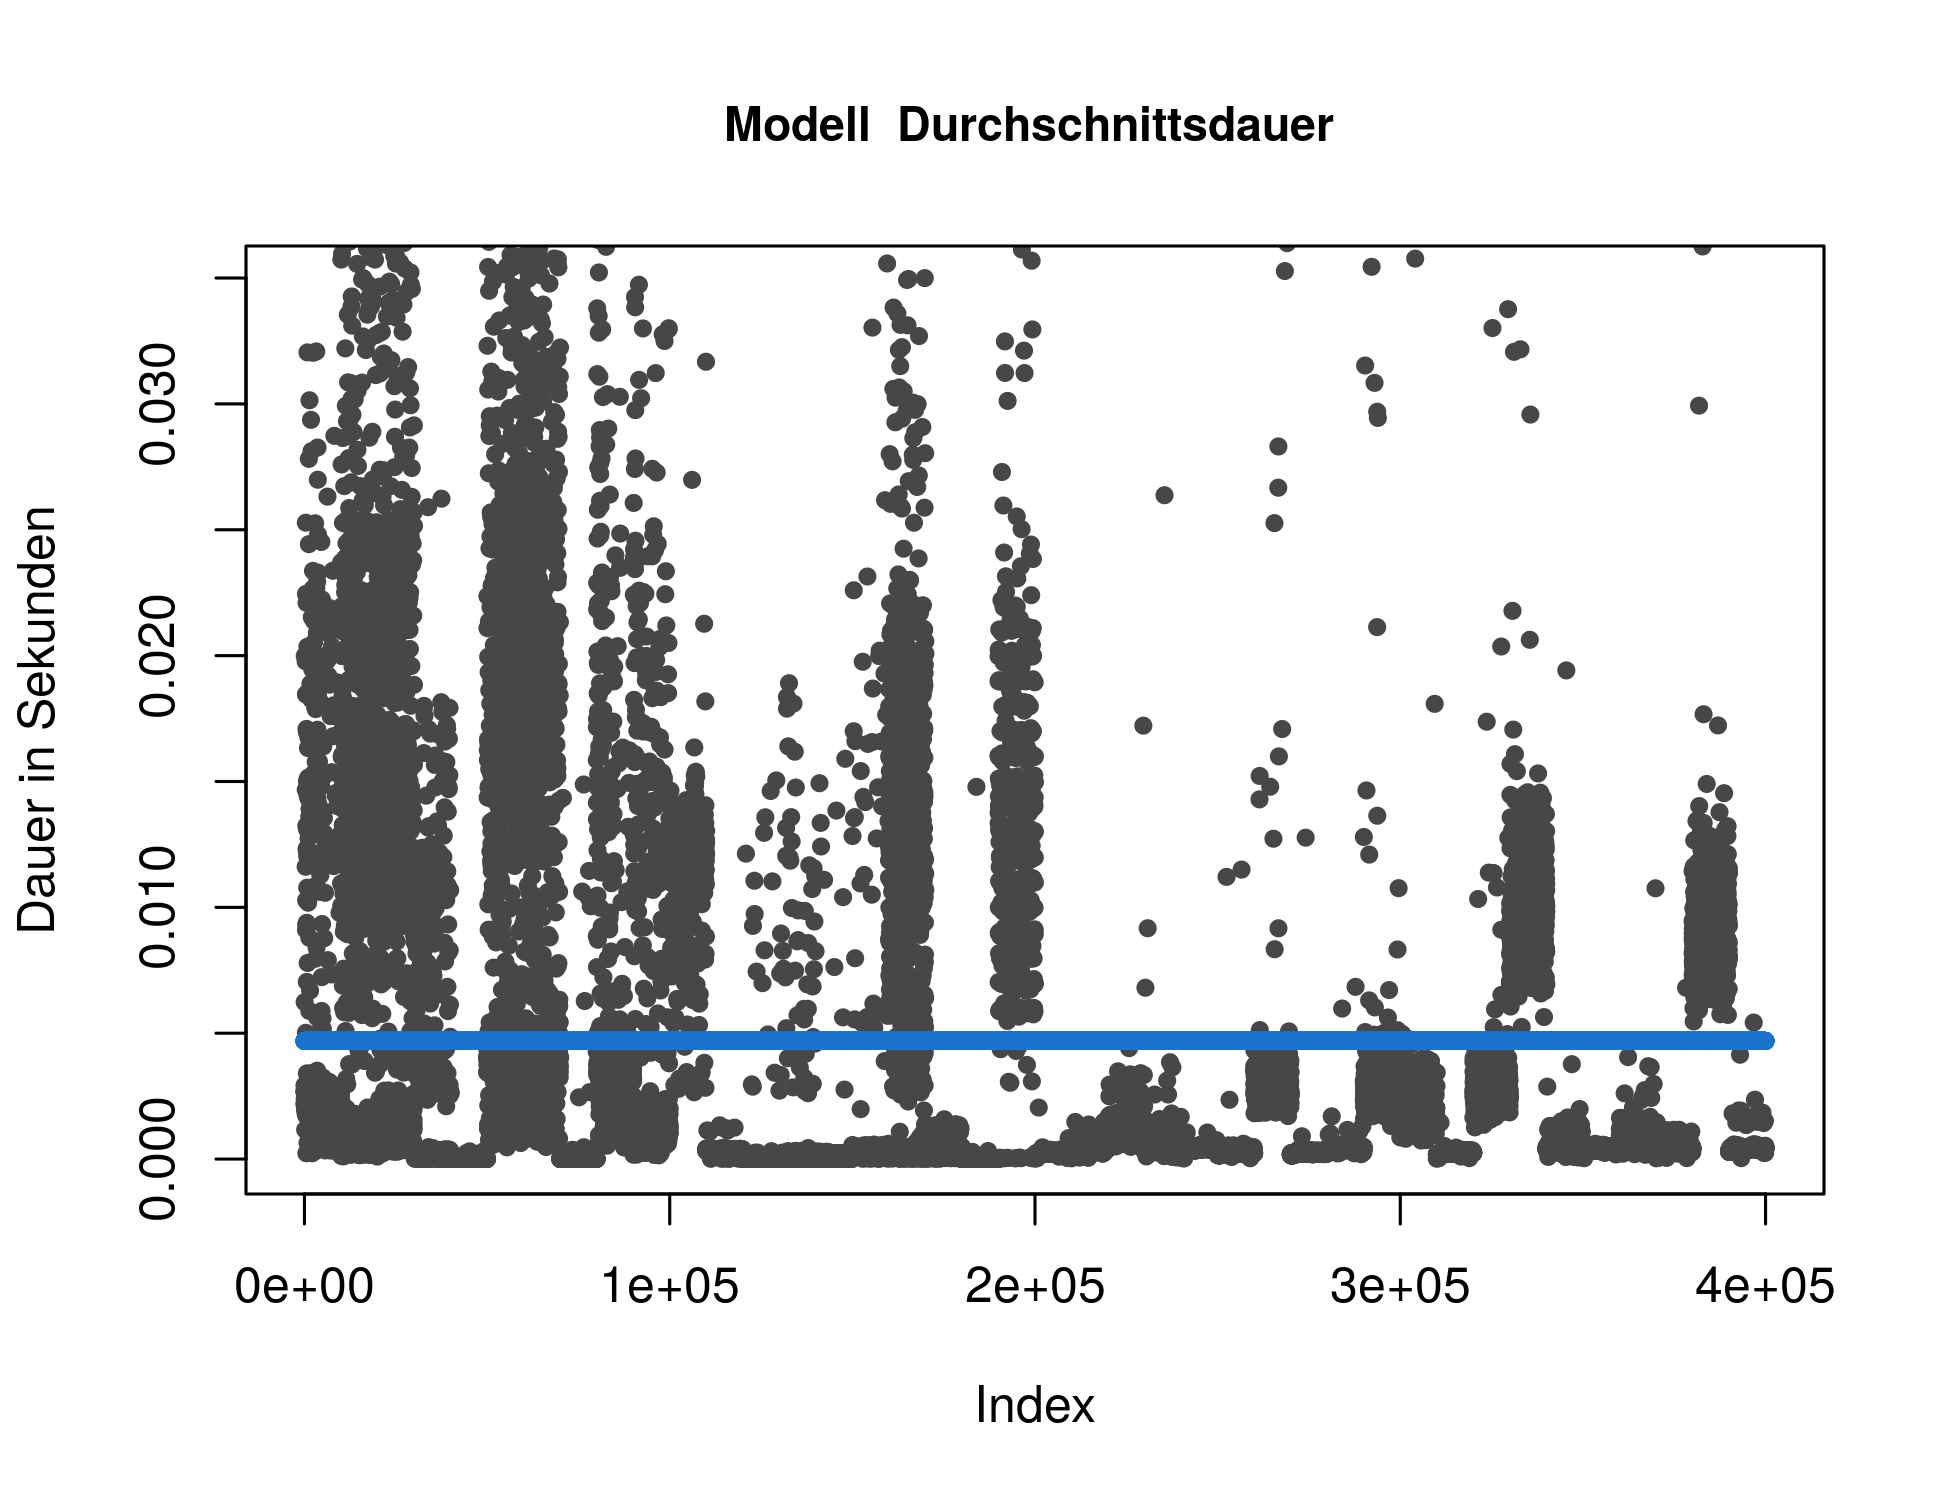 Modell  Durchschnittsdauer
Dauer in Sekunden
0.030
0.020
0.010
0.000
0e+00 1e+05 2e+05 3e+05 4e+05
Index